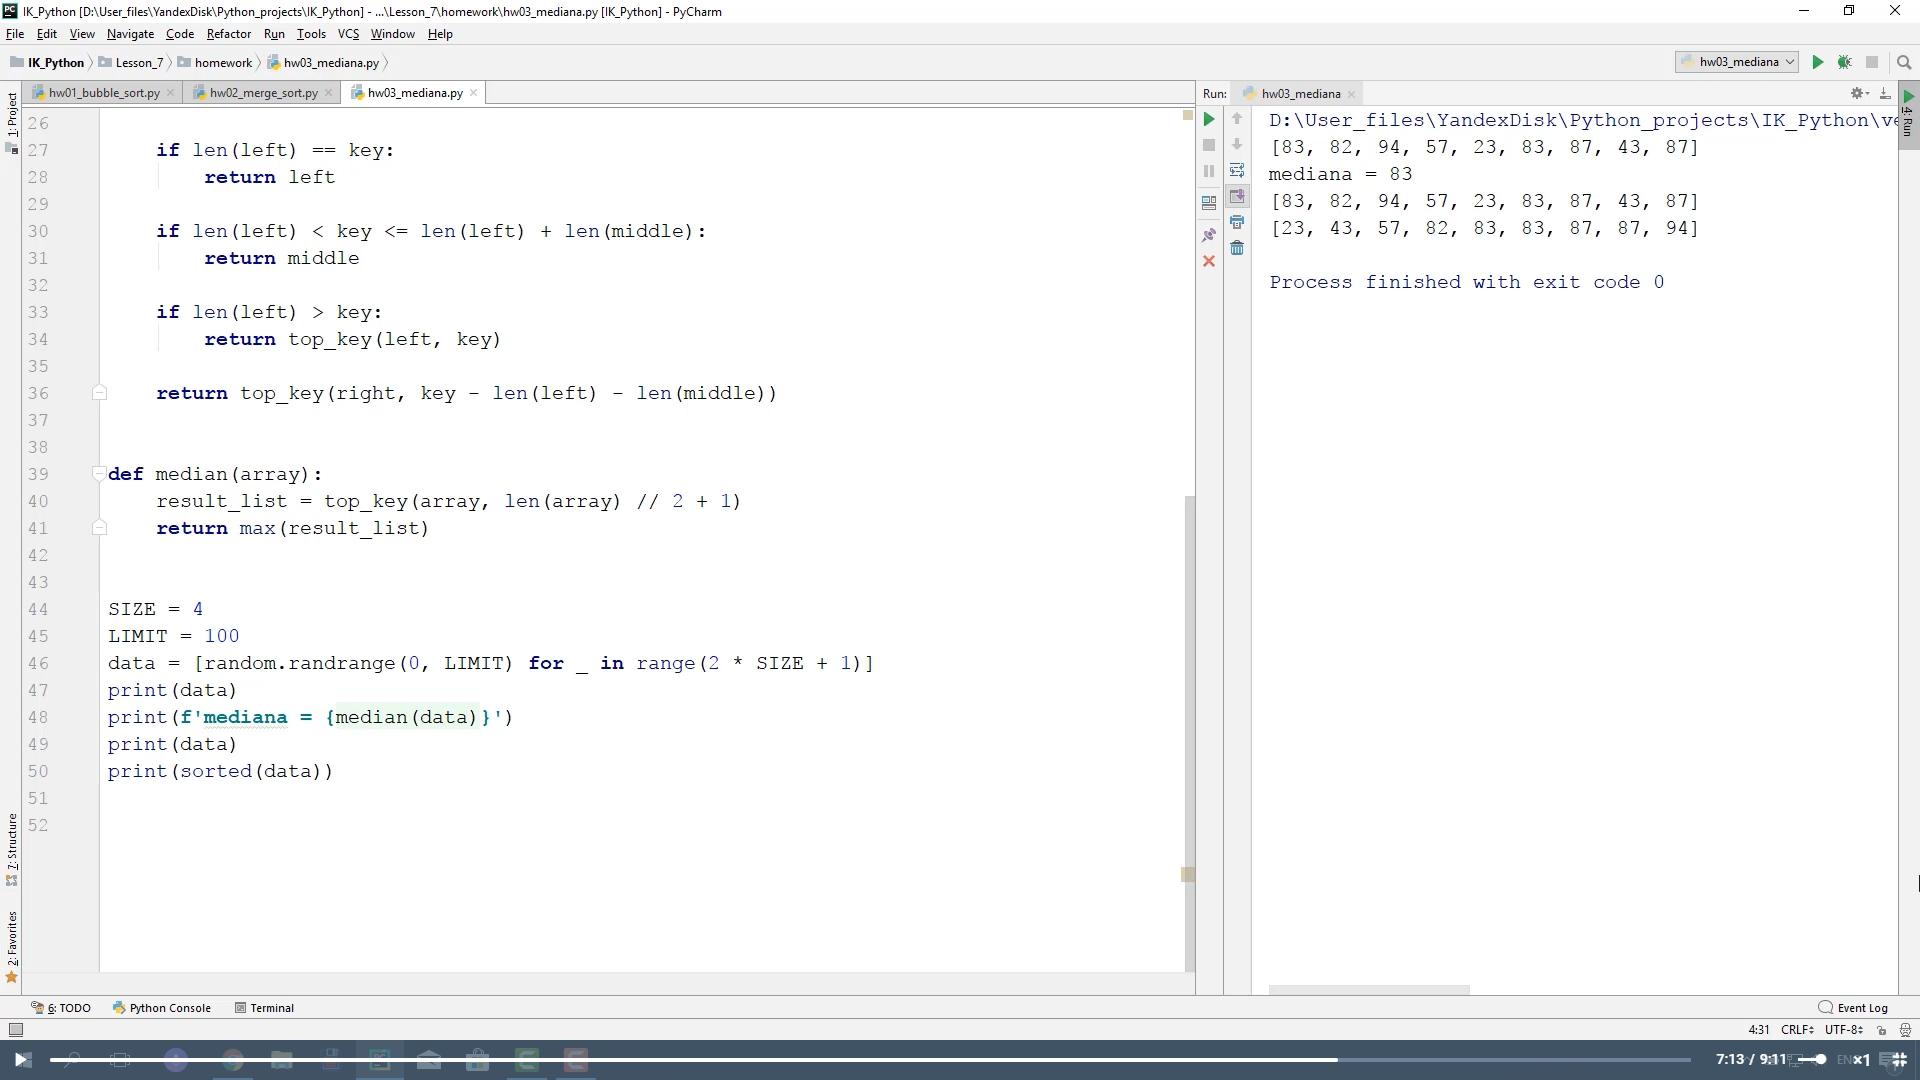 IK_Python [D:\User_files\YandexDisk\Python_projects\IK_Python] - ...\Lesson_7\homework\hw03_mediana.py [IK_Python] - PyCharm
File Edit View Navigate Code Refactor Run Tools VCS Window Help
IK_Python Lesson_7 homework hw03_mediana.py
hw03_mediana
hw01_bubble_sort.py hw02_merge_sort.py hw03_mediana.py
1: Project
7: Structure
2: Favorites
26
27 if len(left) == key:
28 return left
29
30 if len(left) < key <= len(left) + len(middle):
31 return middle
32
33 if len(left) > key:
34 return top_key(left, key)
35
36 return top_key(right, key - len(left) - len(middle))
37
38
39 def median(array):
40 result_list = top_key(array, len(array) // 2 + 1)
41 return max(result_list)
42
43
44 SIZE = 4
45 LIMIT = 100
46 data = [random.randrange(0, LIMIT) for _ in range(2 * SIZE + 1)]
47 print(data)
48 print(f'mediana = {median(data)}')
49 print(data)
50 print(sorted(data))
51
52
Run: hw03_mediana
4: Run
D:\User_files\YandexDisk\Python_projects\IK_Python\ve
[83, 82, 94, 57, 23, 83, 87, 43, 87]
mediana = 83
[83, 82, 94, 57, 23, 83, 87, 43, 87]
[23, 43, 57, 82, 83, 83, 87, 87, 94]
Process finished with exit code 0
6: TODO Python Console Terminal Event Log
4:31 CRLF UTF-8
7:13 / 9:11 ×1